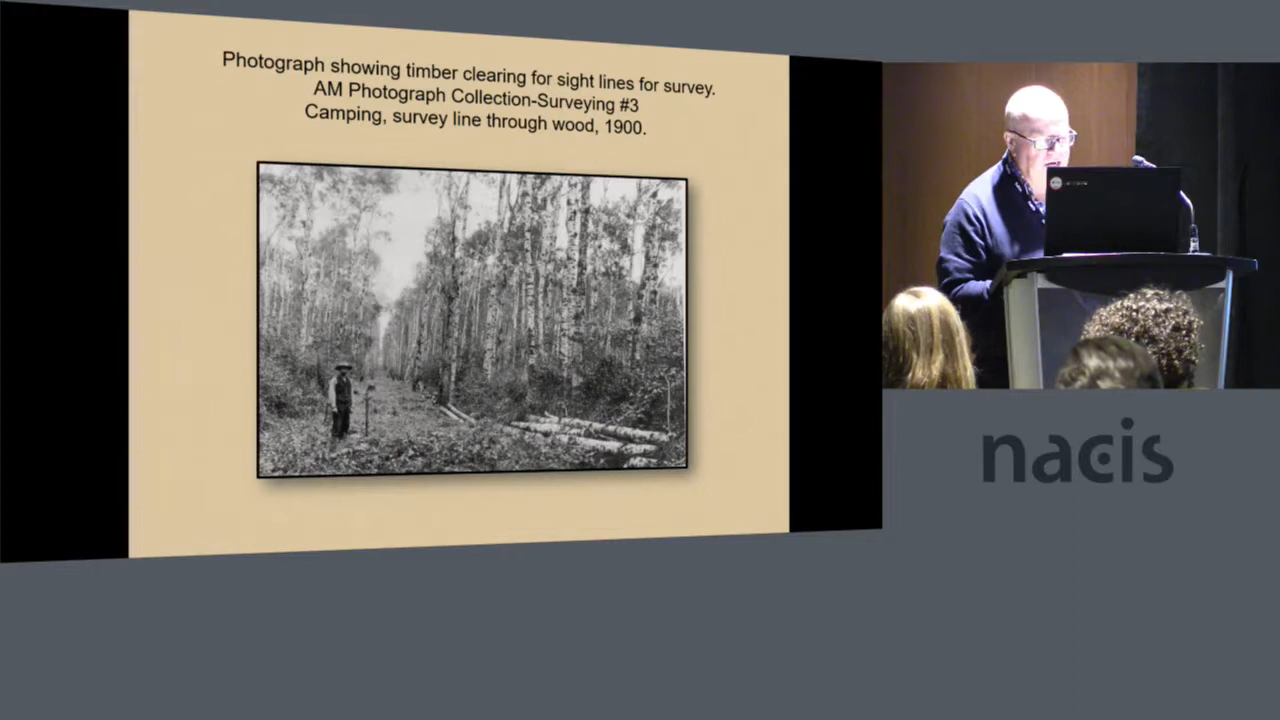 Photograph showing timber clearing for sight lines for survey.
AM Photograph Collection-Surveying #3
Camping, survey line through wood, 1900.
nacis